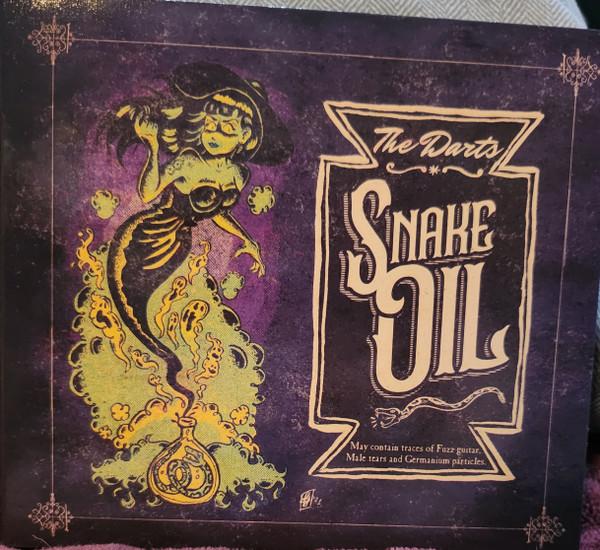 The Darts
SNAKE
OIL
May contain traces of Fuzz guitar,
Male tears and Germanium particles.